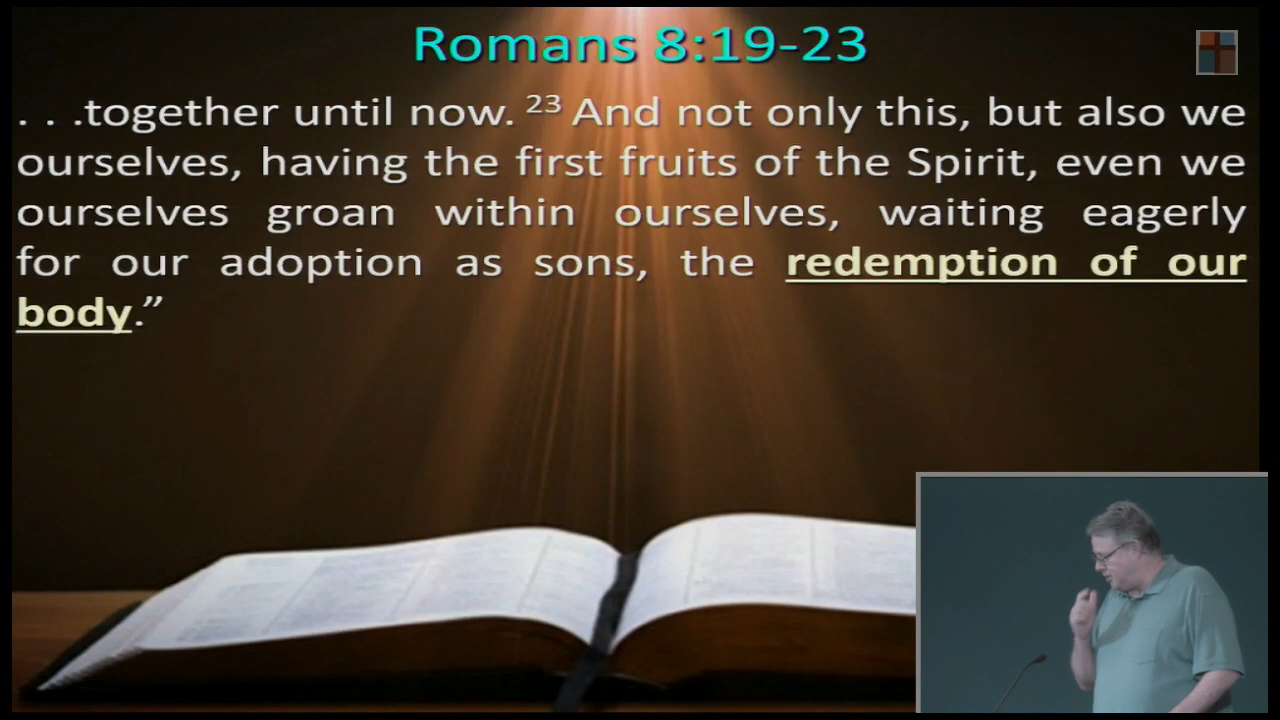 Romans 8:19-23
. . .together until now. 23 And not only this, but also we
ourselves, having the first fruits of the Spirit, even we
ourselves groan within ourselves, waiting eagerly
for our adoption as sons, the redemption of our
body.”